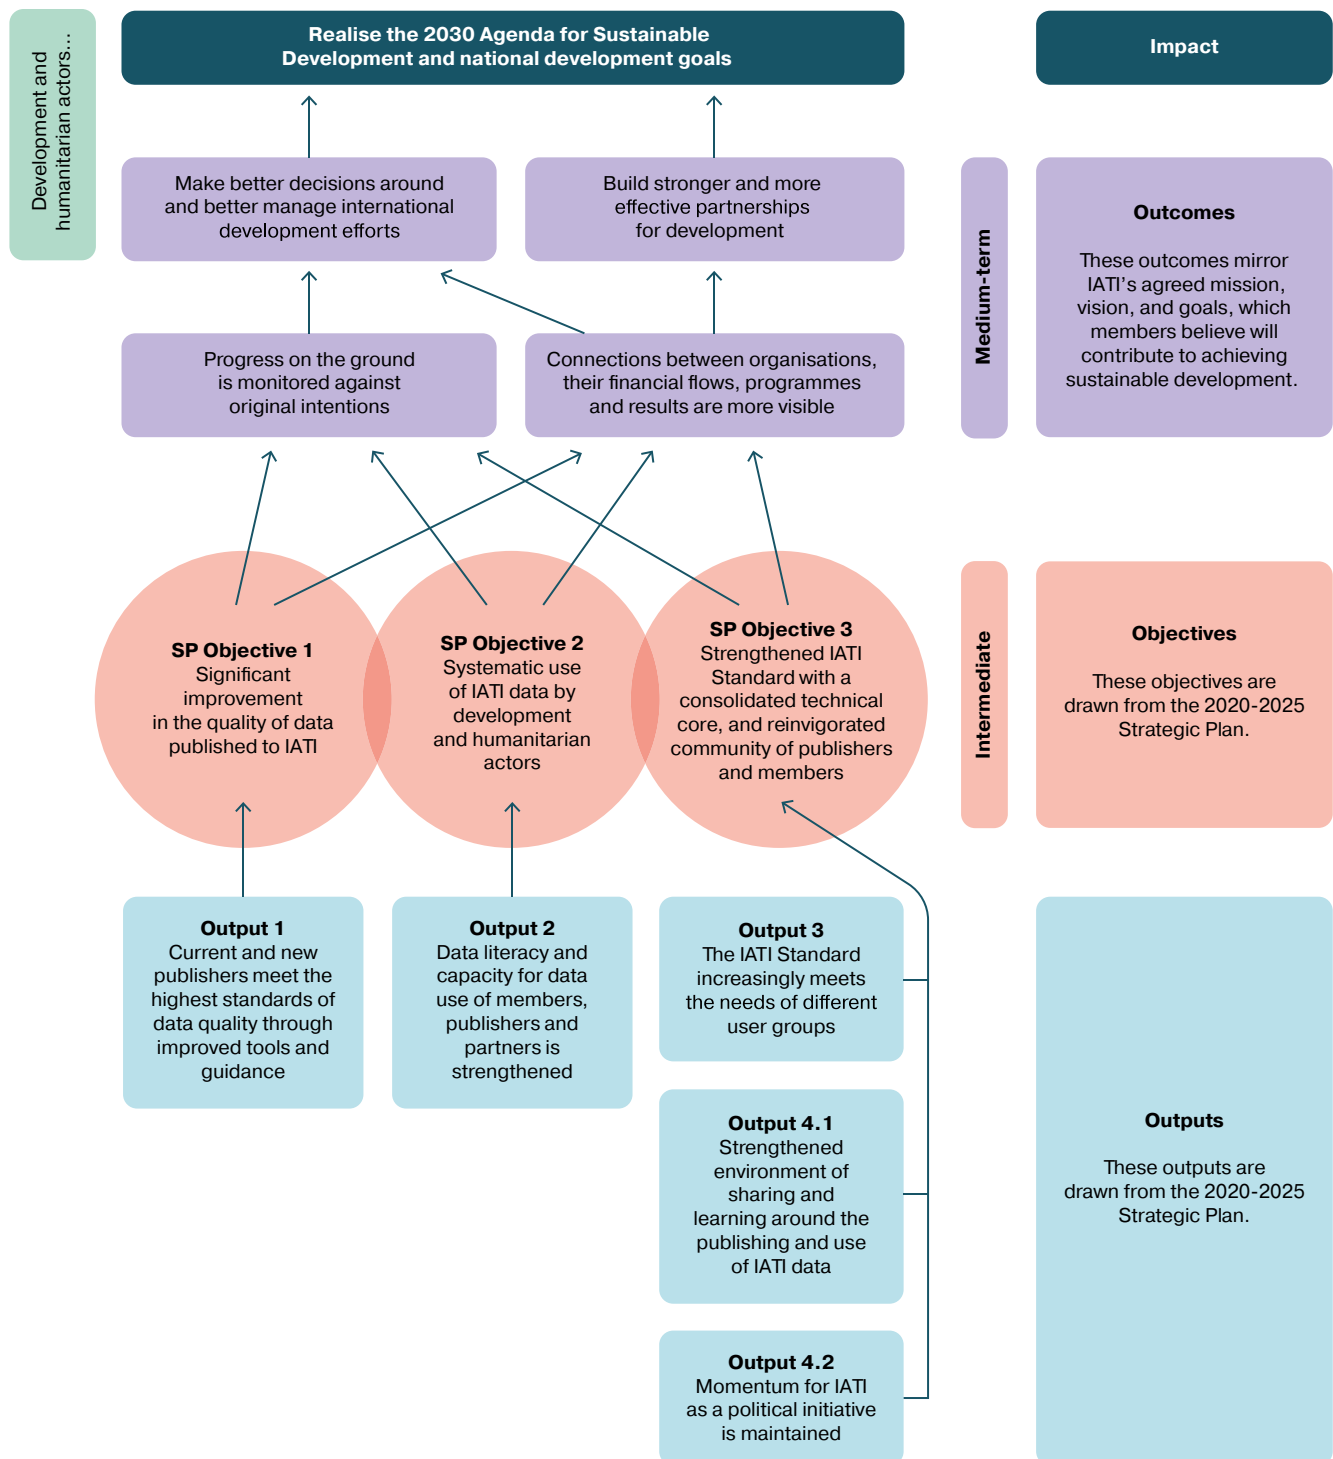 Development and
humanitarian actors...
Realise the 2030 Agenda for Sustainable
Development and national development goals
Impact
Make better decisions around
and better manage international
development efforts
Build stronger and more
effective partnerships
for development
Progress on the ground
is monitored against
original intentions
Connections between organisations,
their financial flows, programmes
and results are more visible
Medium-term
Outcomes
These outcomes mirror
IATI's agreed mission,
vision, and goals, which
members believe will
contribute to achieving
sustainable development.
SP Objective 1
Significant
improvement
in the quality of data
published to IATI
SP Objective 2
Systematic use
of IATI data by
development
and humanitarian
actors
SP Objective 3
Strengthened IATI
Standard with a
consolidated technical
core, and reinvigorated
community of publishers
and members
Intermediate
Objectives
These objectives are
drawn from the 2020-2025
Strategic Plan.
Output 1
Current and new
publishers meet the
highest standards of
data quality through
improved tools and
guidance
Output 2
Data literacy and
capacity for data
use of members,
publishers and
partners is
strengthened
Output 3
The IATI Standard
increasingly meets
the needs of different
user groups
Output 4.1
Strengthened
environment of
sharing and
learning around the
publishing and use
of IATI data
Output 4.2
Momentum for IATI
as a political initiative
is maintained
Outputs
These outputs are
drawn from the 2020-2025
Strategic Plan.